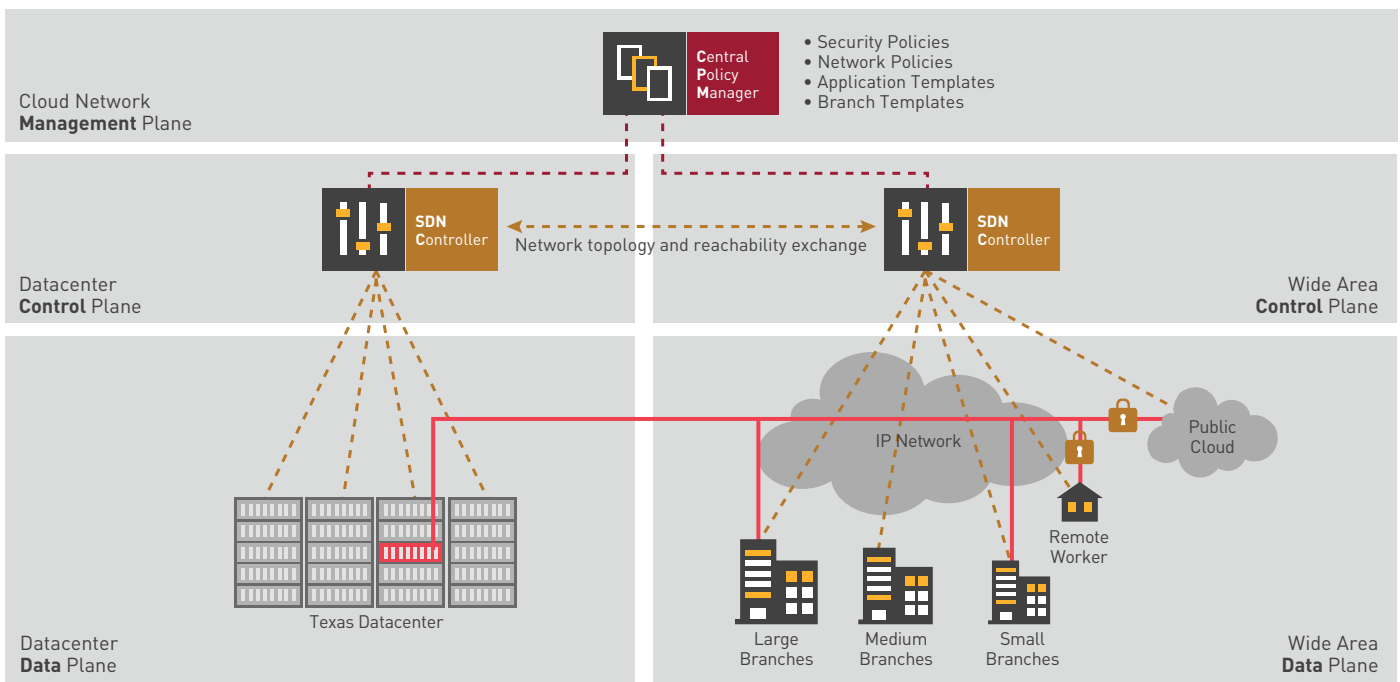 Central
Policy
Manager
• Security Policies
• Network Policies
• Application Templates
• Branch Templates
Cloud Network
Management Plane
SDN
Controller
Network topology and reachability exchange
SDN
Controller
Datacenter
Control Plane
Wide Area
Control Plane
IP Network
Public
Cloud
Remote
Worker
Texas Datacenter
Large
Branches
Medium
Branches
Small
Branches
Datacenter
Data Plane
Wide Area
Data Plane